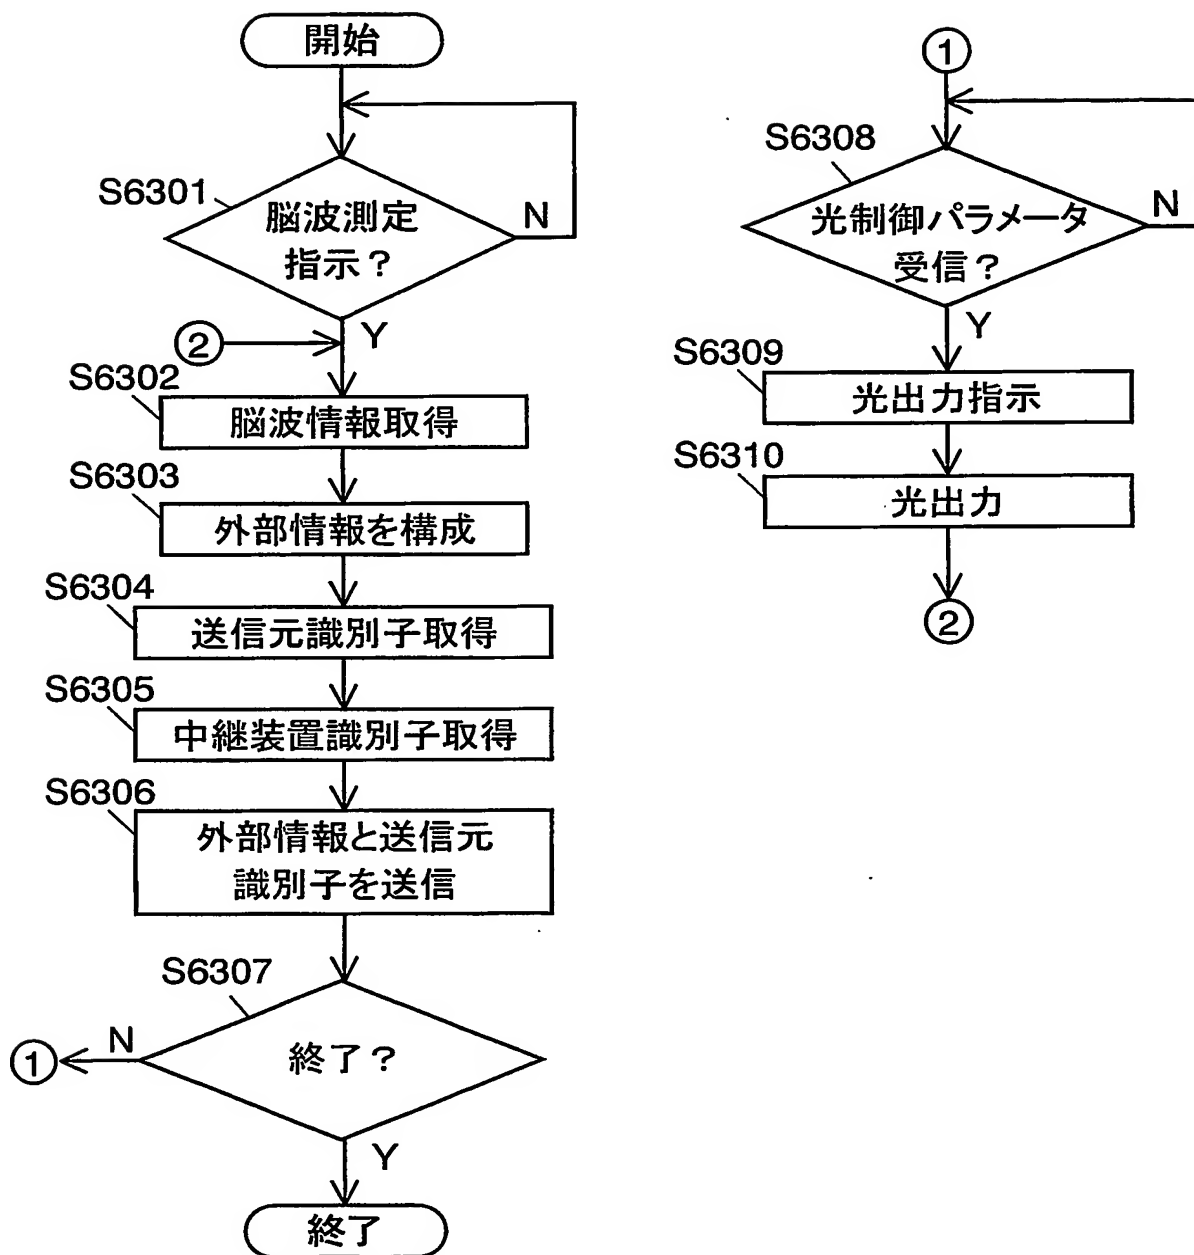 開始
S6301
脳波測定
指示？
N
Y
②
S6302
脳波情報取得
S6303
外部情報を構成
S6304
送信元識別子取得
S6305
中継装置識別子取得
S6306
外部情報と送信元
識別子を送信
S6307
終了？
N
①
Y
終了
①
S6308
光制御パラメータ
受信？
N
Y
S6309
光出力指示
S6310
光出力
②